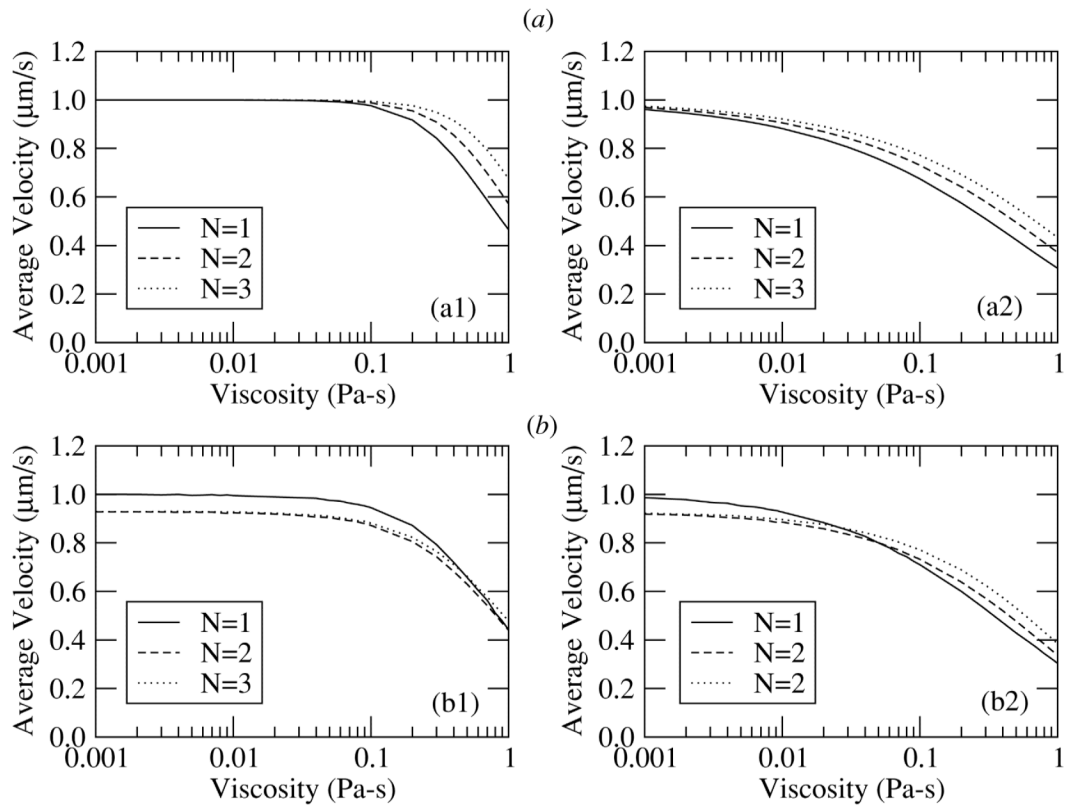 (a)
Average Velocity (μm/s)
1.2
1.0
0.8
0.6
0.4
0.2
0.0
N=1
N=2
N=3
(a1)
0.001
0.01
0.1
1
Viscosity (Pa-s)
Average Velocity (μm/s)
1.2
1.0
0.8
0.6
0.4
0.2
0.0
N=1
N=2
N=3
(a2)
0.001
0.01
0.1
1
Viscosity (Pa-s)
(b)
Average Velocity (μm/s)
1.2
1.0
0.8
0.6
0.4
0.2
0.0
N=1
N=2
N=3
(b1)
0.001
0.01
0.1
1
Viscosity (Pa-s)
Average Velocity (μm/s)
1.2
1.0
0.8
0.6
0.4
0.2
0.0
N=1
N=2
N=2
(b2)
0.001
0.01
0.1
1
Viscosity (Pa-s)